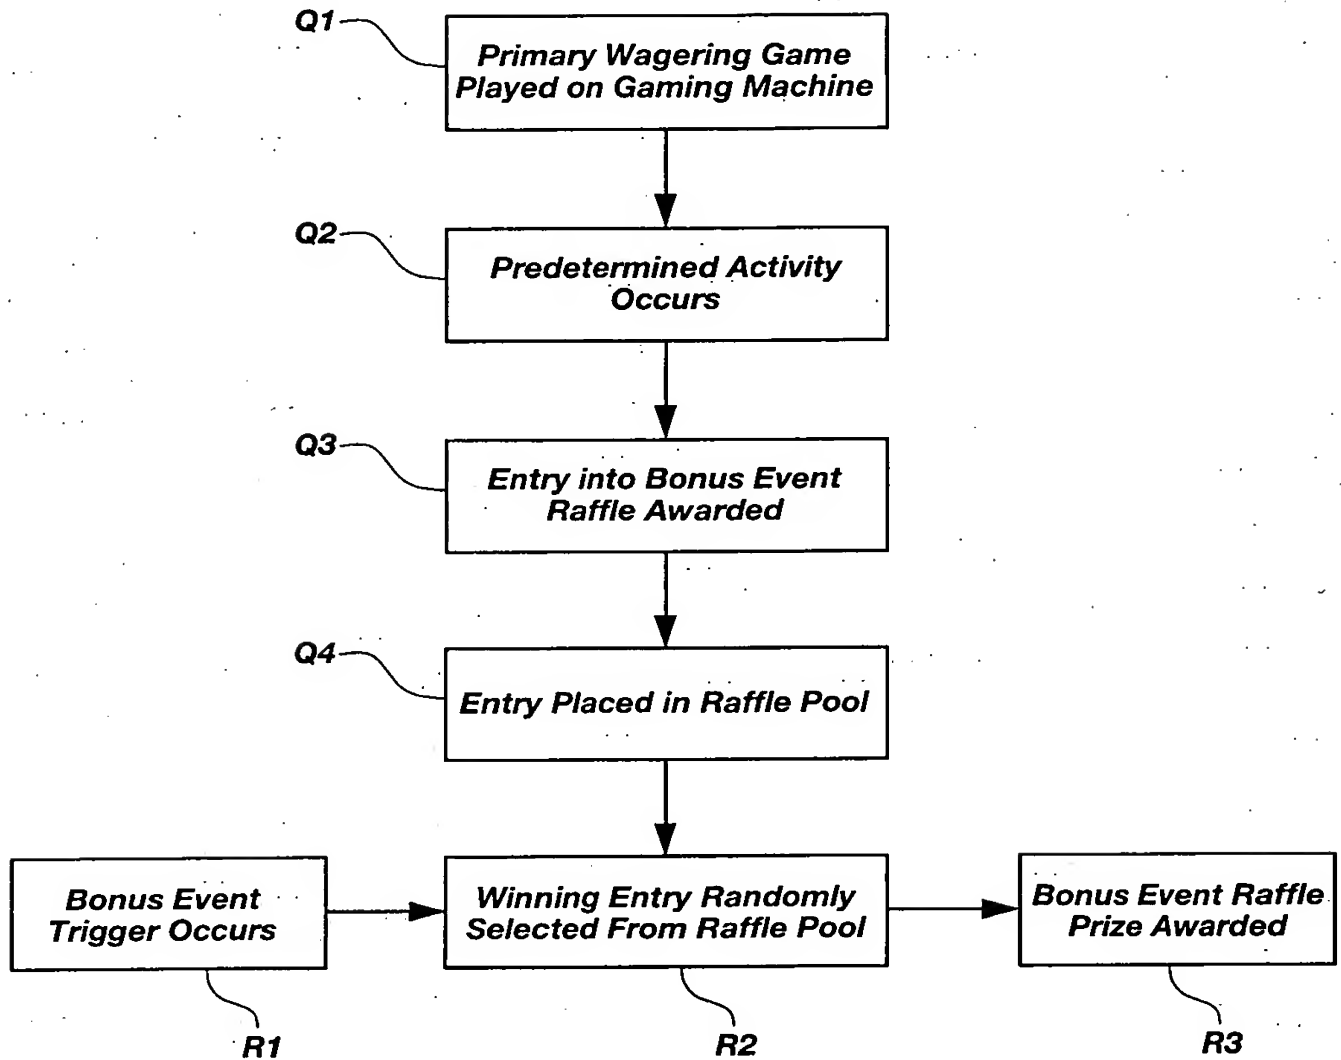 Q1
Primary Wagering Game
Played on Gaming Machine
Q2
Predetermined Activity
Occurs
Q3
Entry into Bonus Event
Raffle Awarded
Q4
Entry Placed in Raffle Pool
Bonus Event
Trigger Occurs
Winning Entry Randomly
Selected From Raffle Pool
Bonus Event Raffle
Prize Awarded
R1
R2
R3